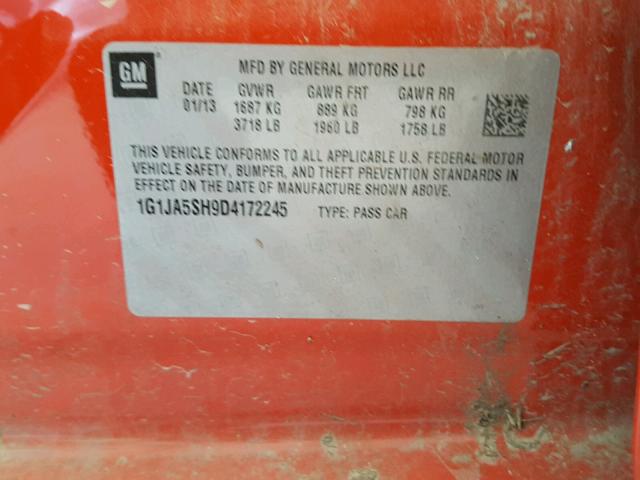 GM
MFD BY GENERAL MOTORS LLC
DATE GVWR GAWR FRT GAWR RR
01/13 1687 KG 889 KG 798 KG
3718 LB 1960 LB 1758 LB
THIS VEHICLE CONFORMS TO ALL APPLICABLE U.S. FEDERAL MOTOR
VEHICLE SAFETY, BUMPER, AND THEFT PREVENTION STANDARDS IN
EFFECT ON THE DATE OF MANUFACTURE SHOWN ABOVE.
1G1JA5SH9D4172245 TYPE: PASS CAR